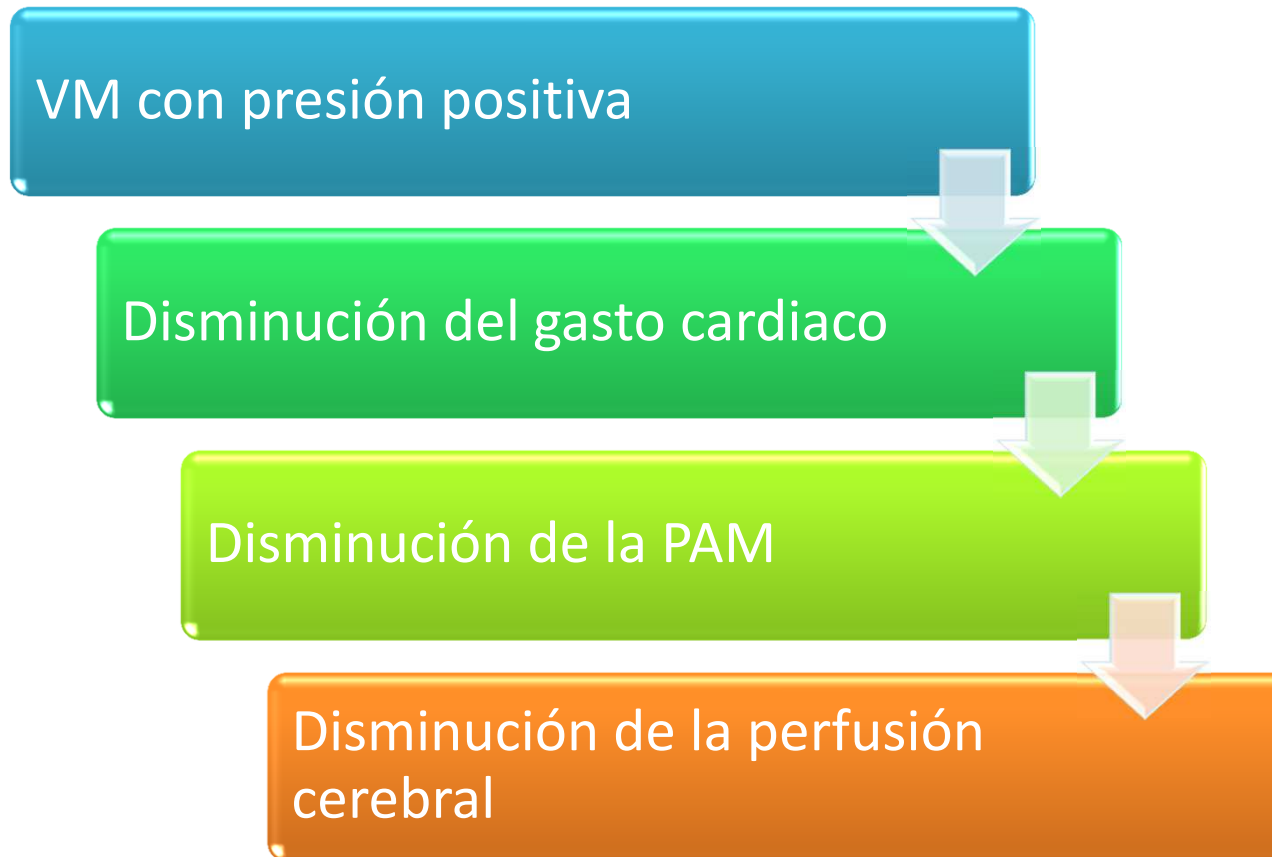 VM con presión positiva
Disminución del gasto cardiaco
Disminución de la PAM
Disminución de la perfusión
cerebral